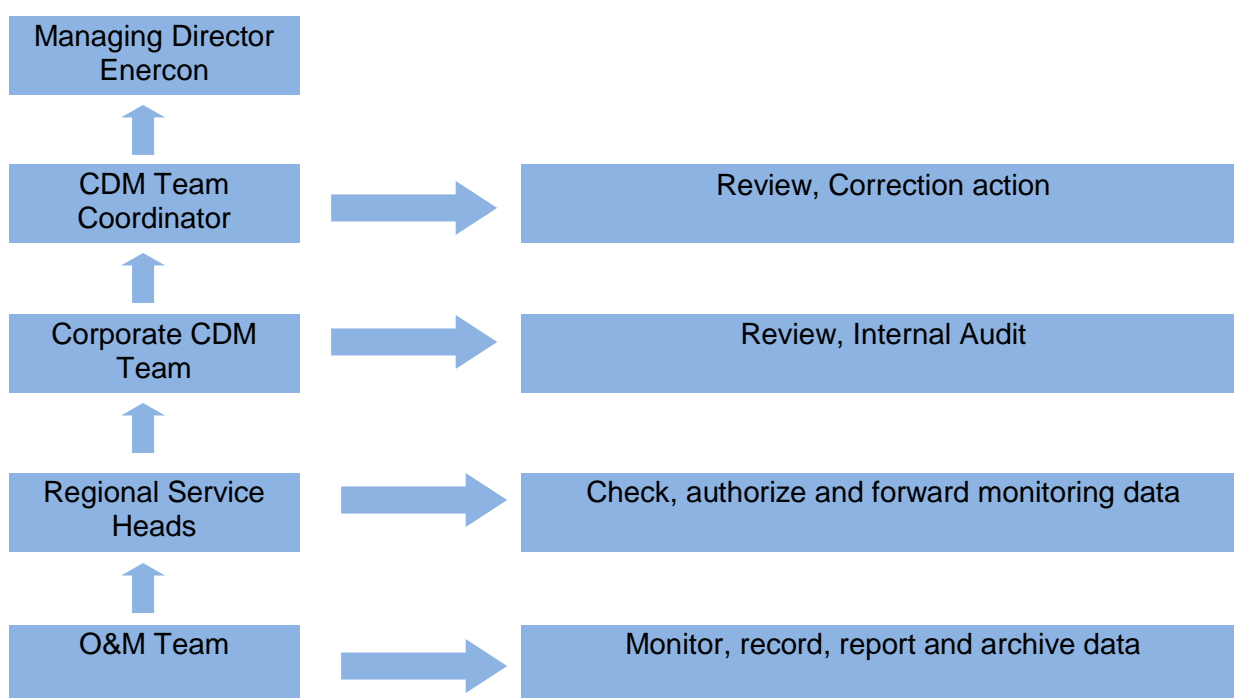 Managing Director
Enercon
CDM Team
Coordinator
Review, Correction action
Corporate CDM
Team
Review, Internal Audit
Regional Service
Heads
Check, authorize and forward monitoring data
O&M Team
Monitor, record, report and archive data